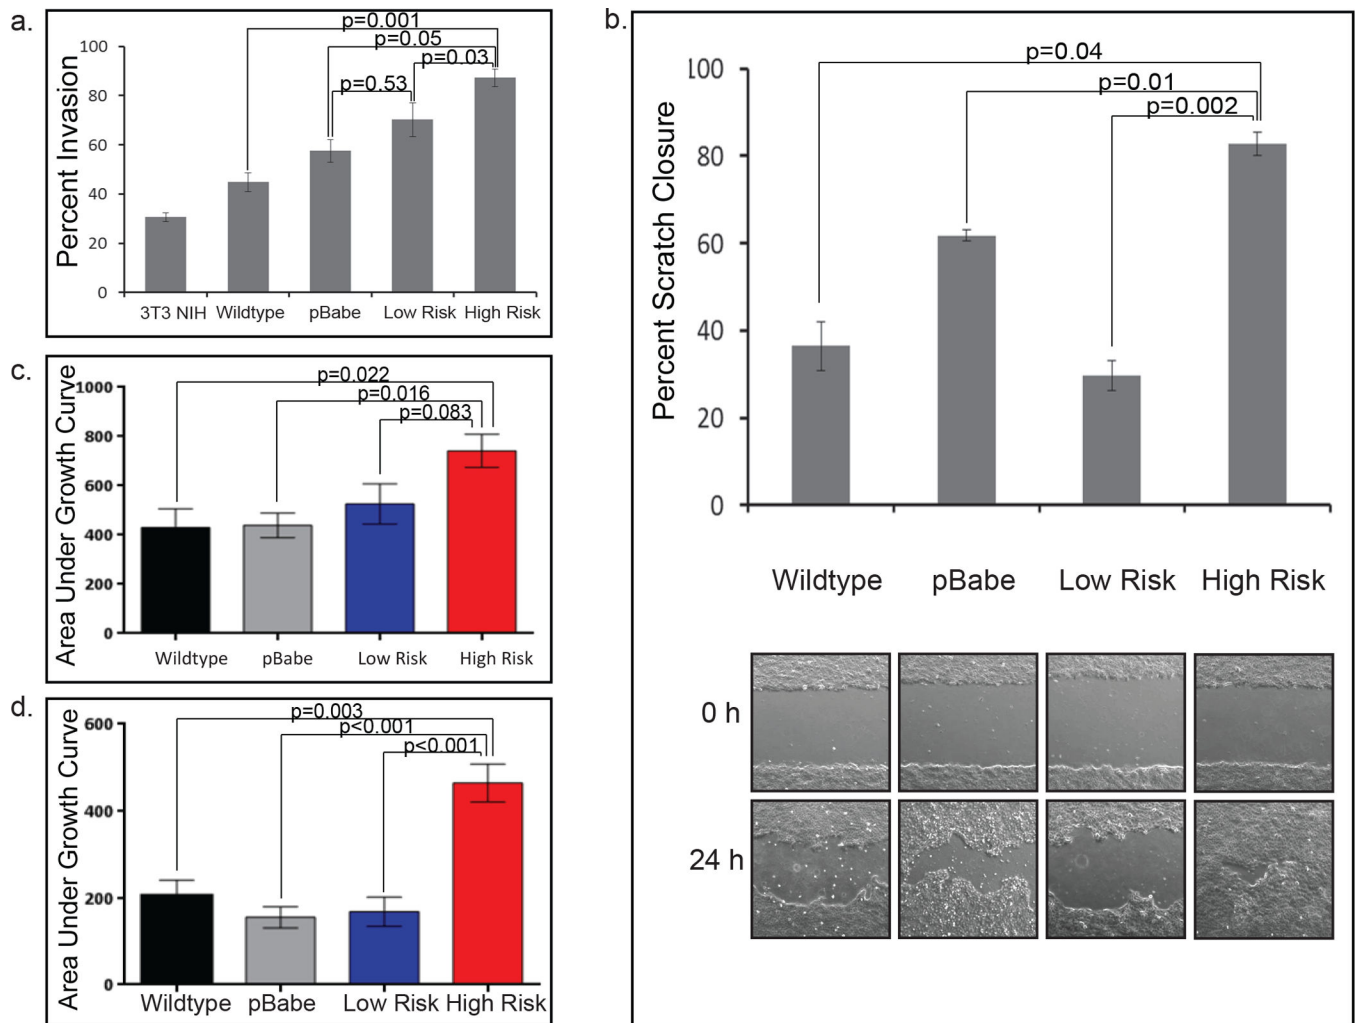 a.
p=0.001
p=0.05
p=0.03
p=0.53
Percent Invasion
100
80
60
40
20
0
3T3 NIH Wildtype pBabe Low Risk High Risk
b.
p=0.04
p=0.01
p=0.002
Percent Scratch Closure
100
80
60
40
20
0
Wildtype pBabe Low Risk High Risk
0 h
24 h
c.
p=0.022
p=0.016
p=0.083
Area Under Growth Curve
1000
800
600
400
200
0
Wildtype pBabe Low Risk High Risk
d.
p=0.003
p<0.001
p<0.001
Area Under Growth Curve
600
400
200
0
Wildtype pBabe Low Risk High Risk